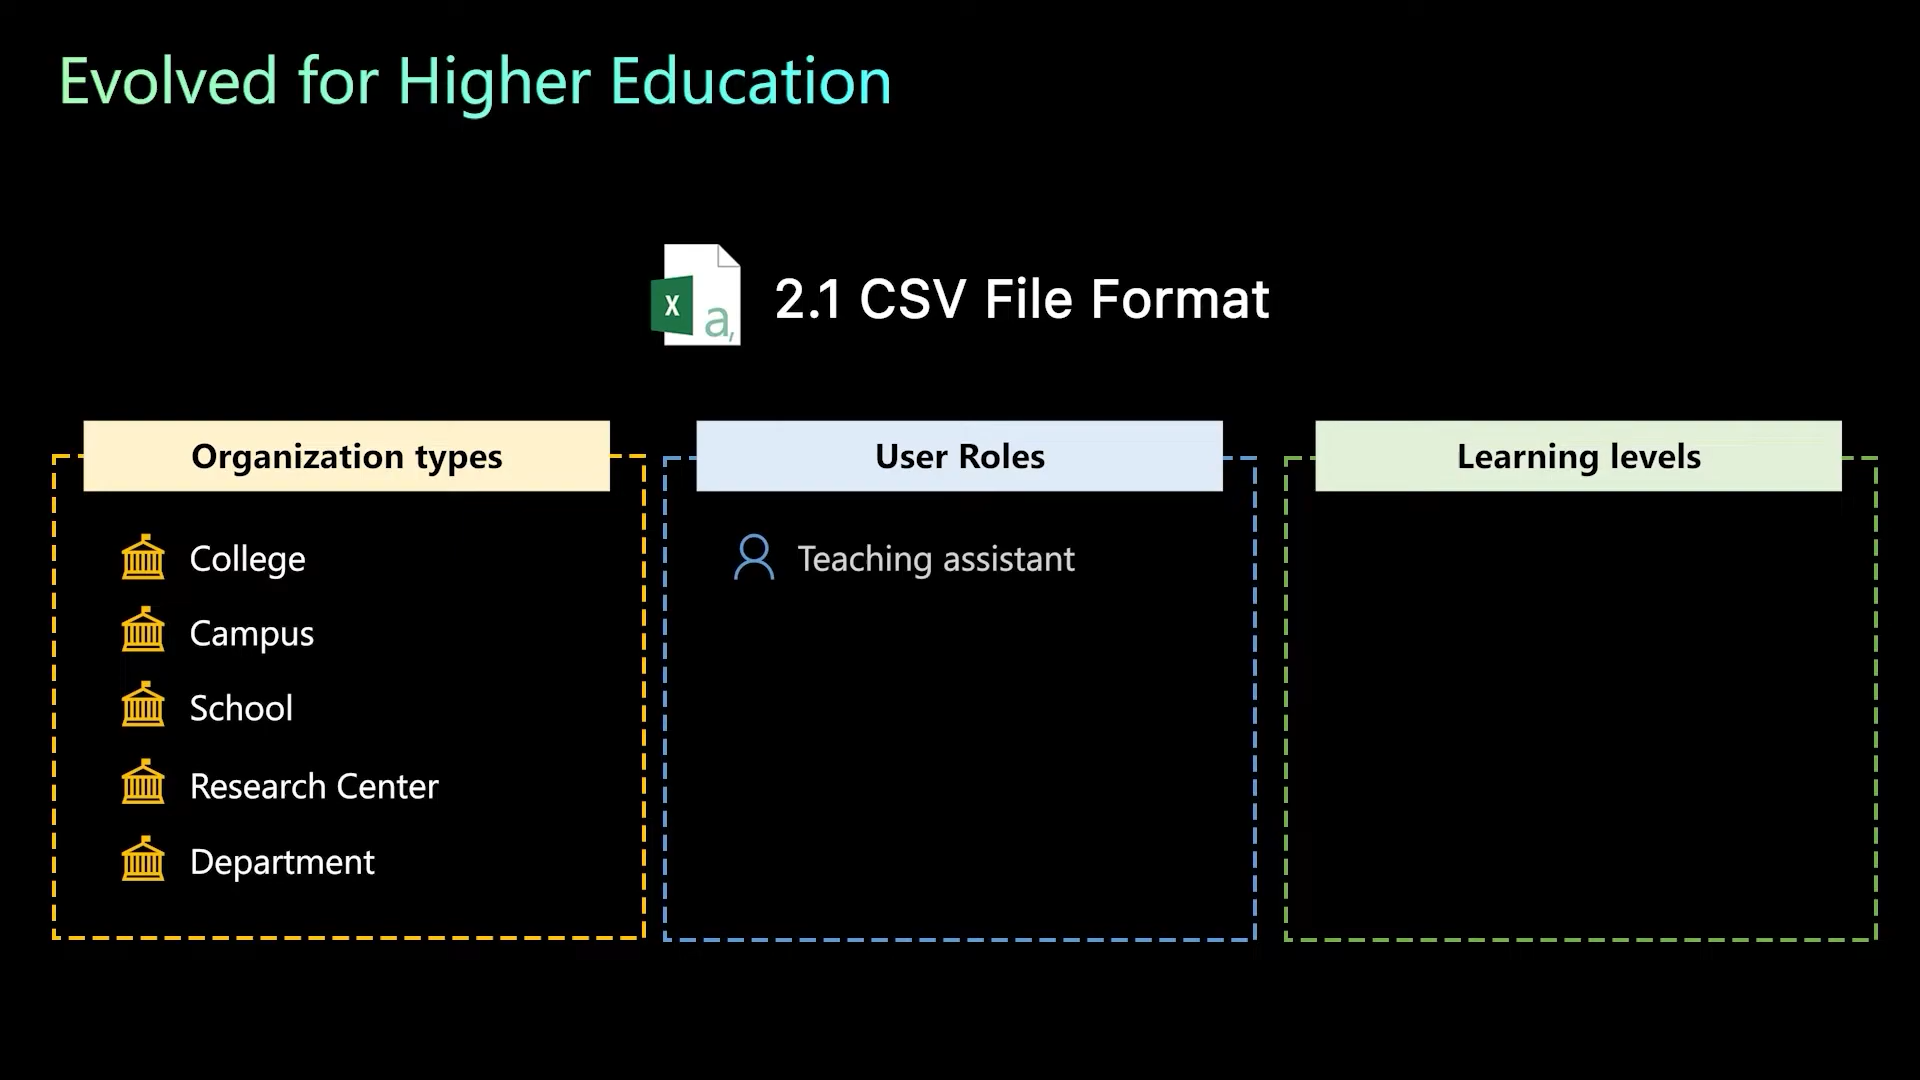 Evolved for Higher Education
X
a,
2.1 CSV File Format
Organization types
College
Campus
School
Research Center
Department
User Roles
Teaching assistant
Learning levels